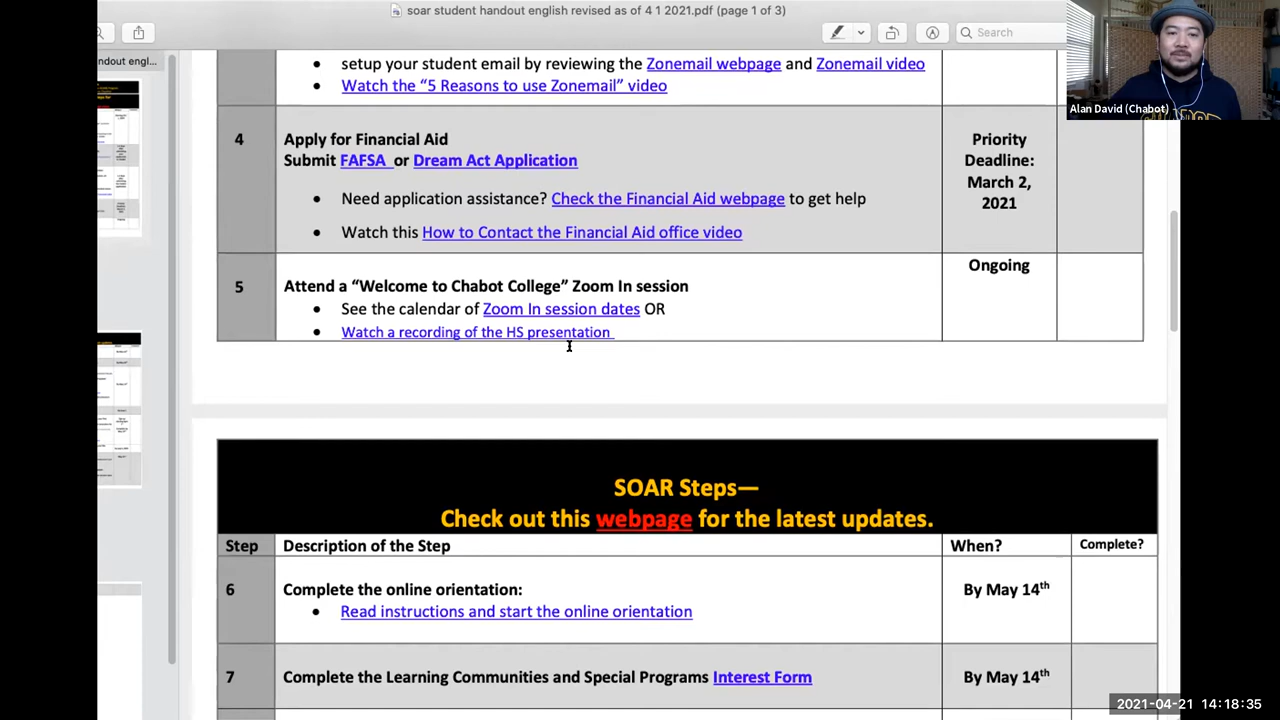 soar student handout english revised as of 4 1 2021.pdf (page 1 of 3)
Search
ndout engl...
Alan David (Chabot)
• setup your student email by reviewing the Zonemail webpage and Zonemail video
• Watch the “5 Reasons to use Zonemail” video
4
Apply for Financial Aid
Submit FAFSA or Dream Act Application
• Need application assistance? Check the Financial Aid webpage to get help
• Watch this How to Contact the Financial Aid office video
Priority
Deadline:
March 2,
2021
5
Attend a “Welcome to Chabot College” Zoom In session
• See the calendar of Zoom In session dates OR
• Watch a recording of the HS presentation
Ongoing
SOAR Steps—
Check out this webpage for the latest updates.
Step Description of the Step When? Complete?
6 Complete the online orientation: By May 14th
• Read instructions and start the online orientation
7 Complete the Learning Communities and Special Programs Interest Form By May 14th
2021-04-21 14:18:35